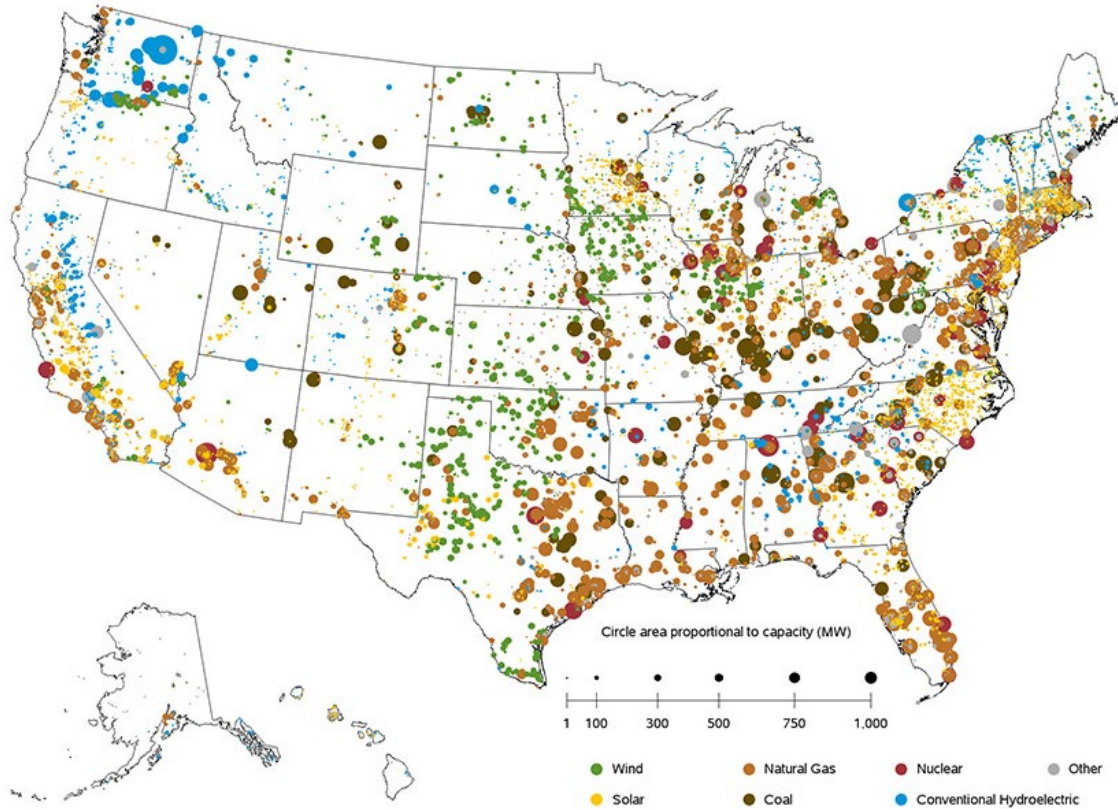 Circle area proportional to capacity (MW)
1 100 300 500 750 1,000
Wind Natural Gas Nuclear Other
Solar Coal Conventional Hydroelectric